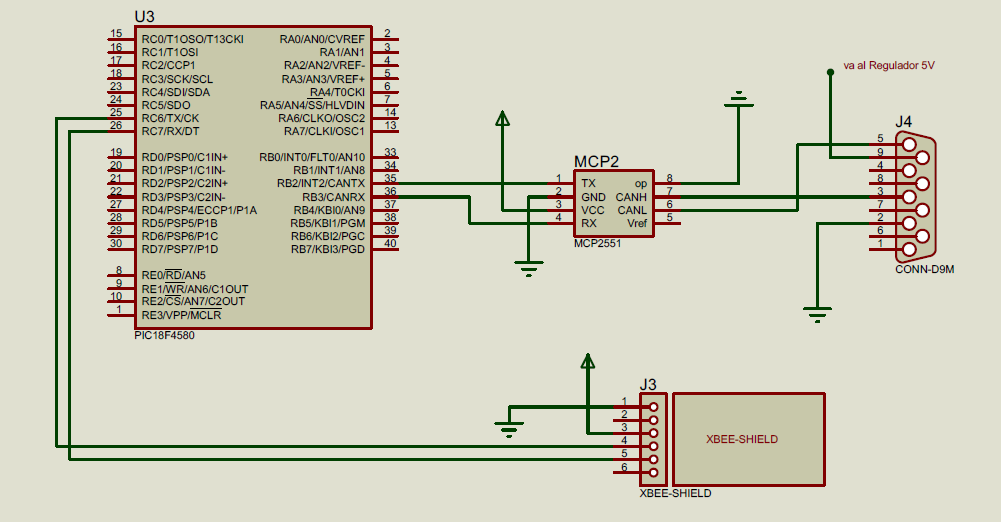 U3
15 RC0/T1OSO/T13CKI RA0/AN0/CVREF 2
16 RC1/T1OSI RA1/AN1 3
17 RC2/CCP1 RA2/AN2/VREF- 4
18 RC3/SCK/SCL RA3/AN3/VREF+ 5
23 RC4/SDI/SDA RA4/T0CKI 6
24 RC5/SDO RA5/AN4/SS/HLVDIN 7
25 RC6/TX/CK RA6/CLKO/OSC2 14
26 RC7/RX/DT RA7/CLKI/OSC1 13
19 RD0/PSP0/C1IN+ RB0/INT0/FLT0/AN10 33
20 RD1/PSP1/C1IN- RB1/INT1/AN8 34
21 RD2/PSP2/C2IN+ RB2/INT2/CANTX 35
22 RD3/PSP3/C2IN- RB3/CANRX 36
27 RD4/PSP4/ECCP1/P1A RB4/KBI0/AN9 37
28 RD5/PSP5/P1B RB5/KBI1/PGM 38
29 RD6/PSP6/P1C RB6/KBI2/PGC 39
30 RD7/PSP7/P1D RB7/KBI3/PGD 40
8 RE0/RD/AN5
9 RE1/WR/AN6/C1OUT
10 RE2/CS/AN7/C2OUT
1 RE3/VPP/MCLR
PIC18F4580
MCP2
1 TX op 8
2 GND CANH 7
3 VCC CANL 6
4 RX Vref 5
MCP2551
va al Regulador 5V
J4
5
9
4
8
3
7
2
6
1
CONN-D9M
J3
1
2
3
4
5
6
XBEE-SHIELD
XBEE-SHIELD